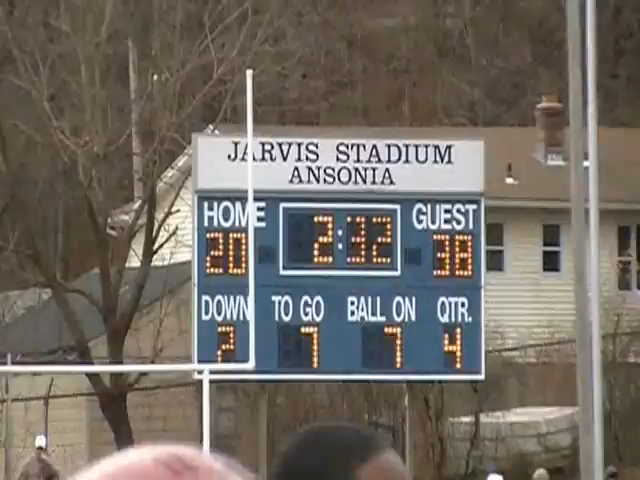 JARVIS STADIUM
ANSONIA
HOME 2:32 GUEST
20 38
DOWN TO GO BALL ON QTR.
2 7 7 4